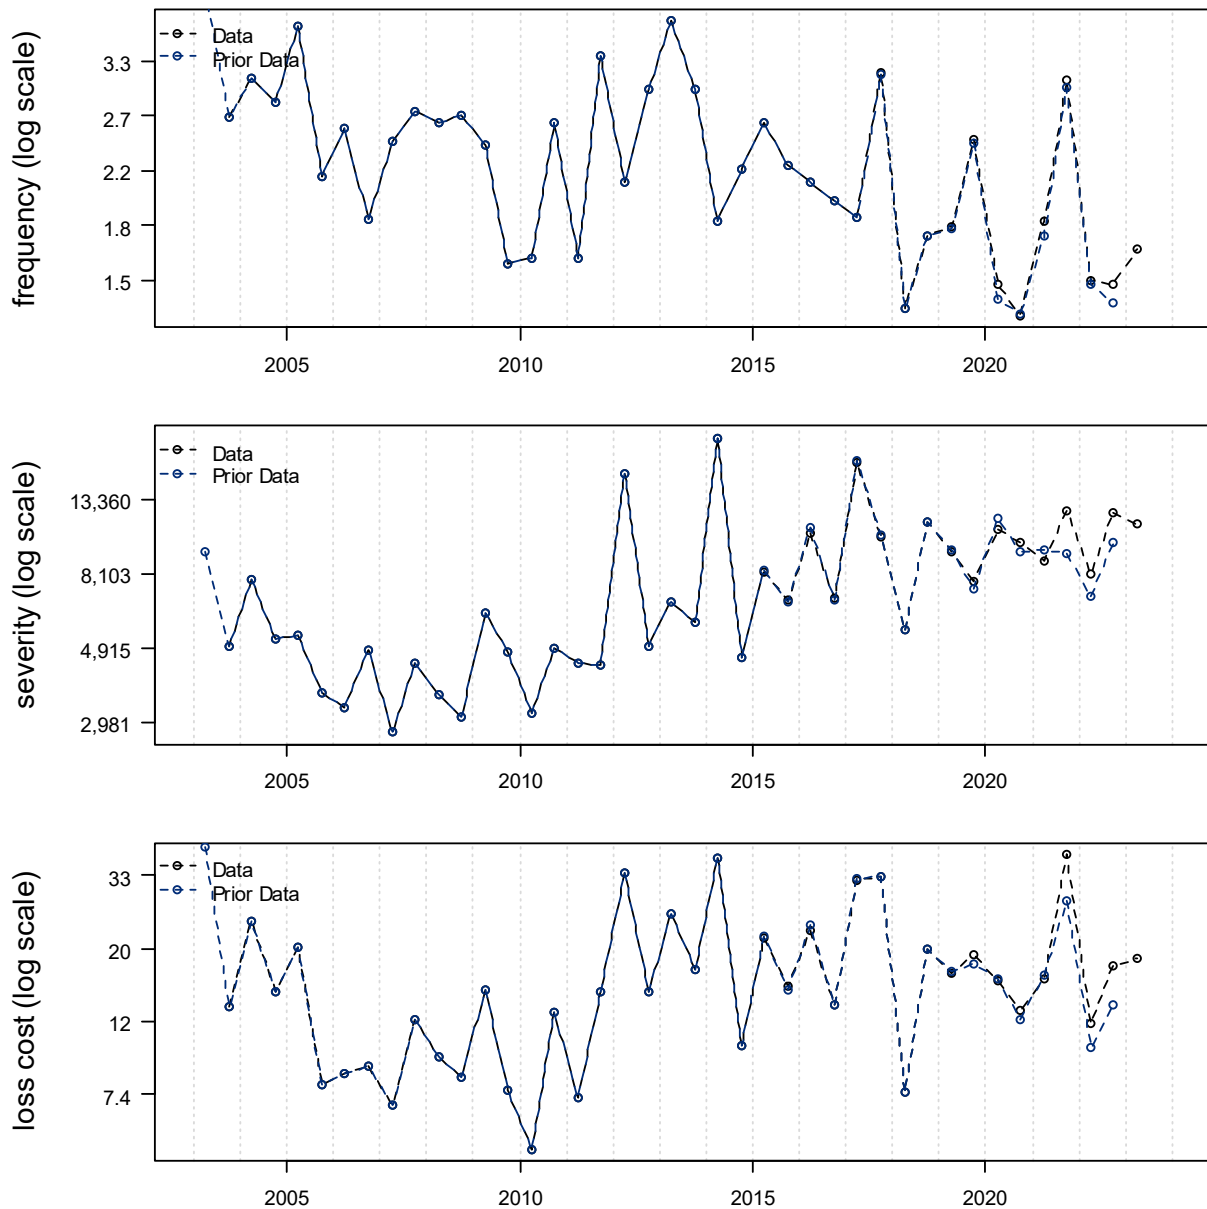 frequency (log scale)
Data
Prior Data
3.3
2.7
2.2
1.8
1.5
2005 2010 2015 2020
severity (log scale)
Data
Prior Data
13,360
8,103
4,915
2,981
2005 2010 2015 2020
loss cost (log scale)
Data
Prior Data
33
20
12
7.4
2005 2010 2015 2020